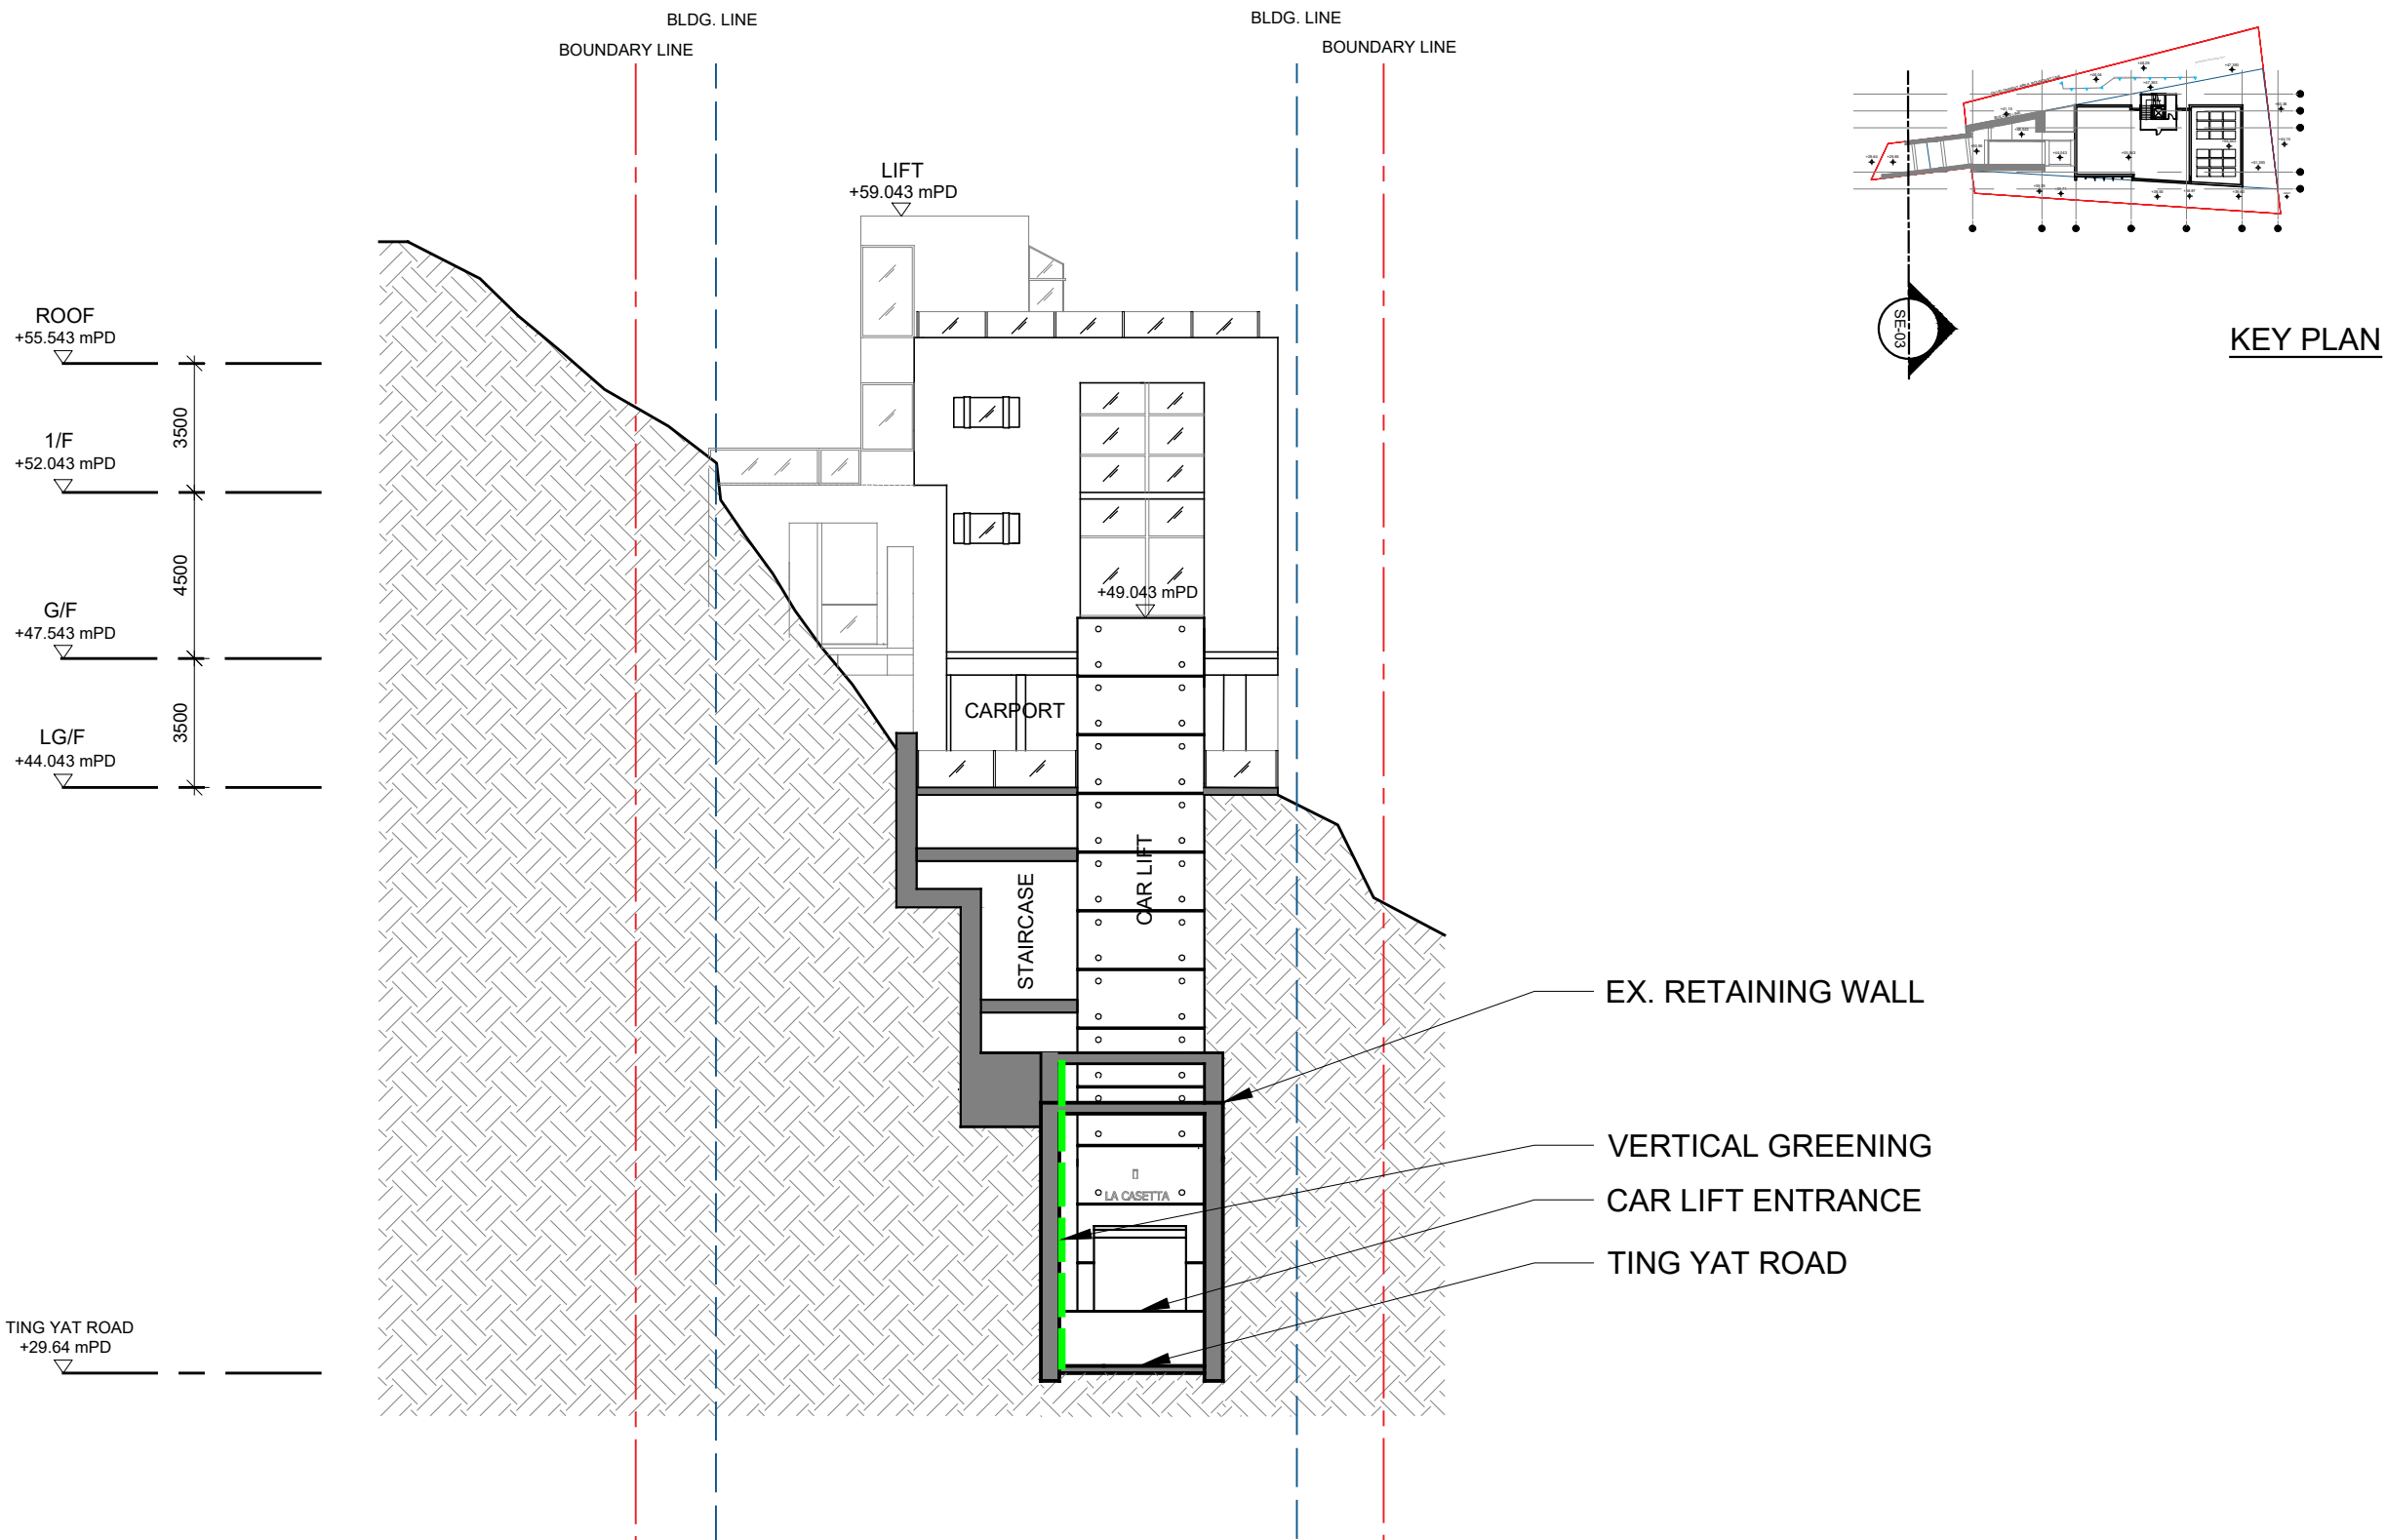 BLDG. LINE
BOUNDARY LINE
BLDG. LINE
BOUNDARY LINE
LIFT
+59.043 mPD
ROOF
+55.543 mPD
3500
1/F
+52.043 mPD
4500
G/F
+47.543 mPD
3500
LG/F
+44.043 mPD
TING YAT ROAD
+29.64 mPD
+49.043 mPD
CARPORT
CAR LIFT
STAIRCASE
LA CASETTA
EX. RETAINING WALL
VERTICAL GREENING
CAR LIFT ENTRANCE
TING YAT ROAD
SE-03
KEY PLAN